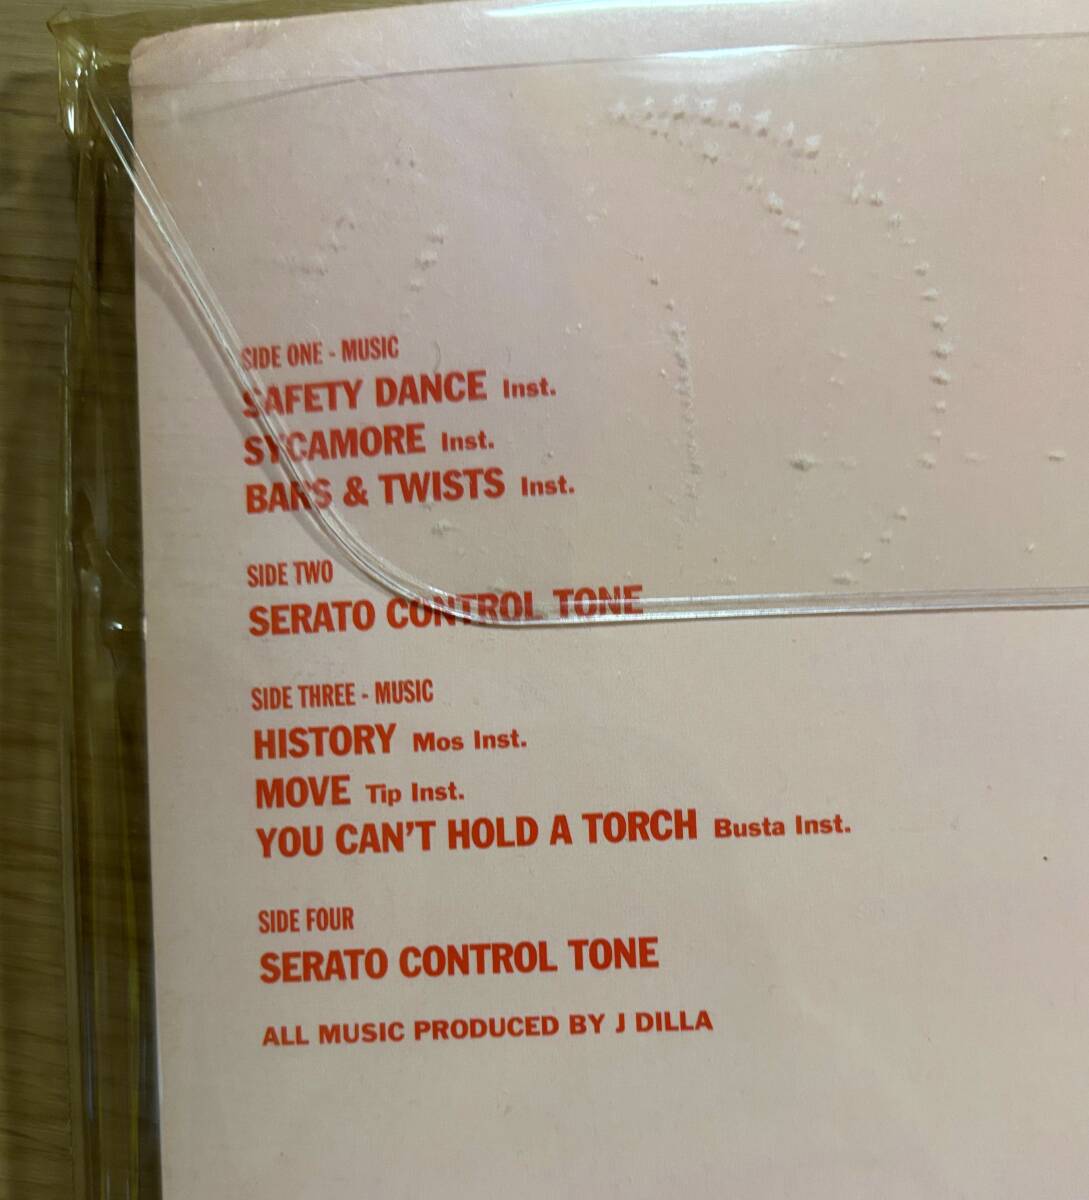 SIDE ONE - MUSIC
SAFETY DANCE Inst.
SYCAMORE Inst.
BARS & TWISTS Inst.
SIDE TWO
SERATO CONTROL TONE
SIDE THREE - MUSIC
HISTORY Mos Inst.
MOVE Tip Inst.
YOU CAN'T HOLD A TORCH Busta Inst.
SIDE FOUR
SERATO CONTROL TONE
ALL MUSIC PRODUCED BY J DILLA